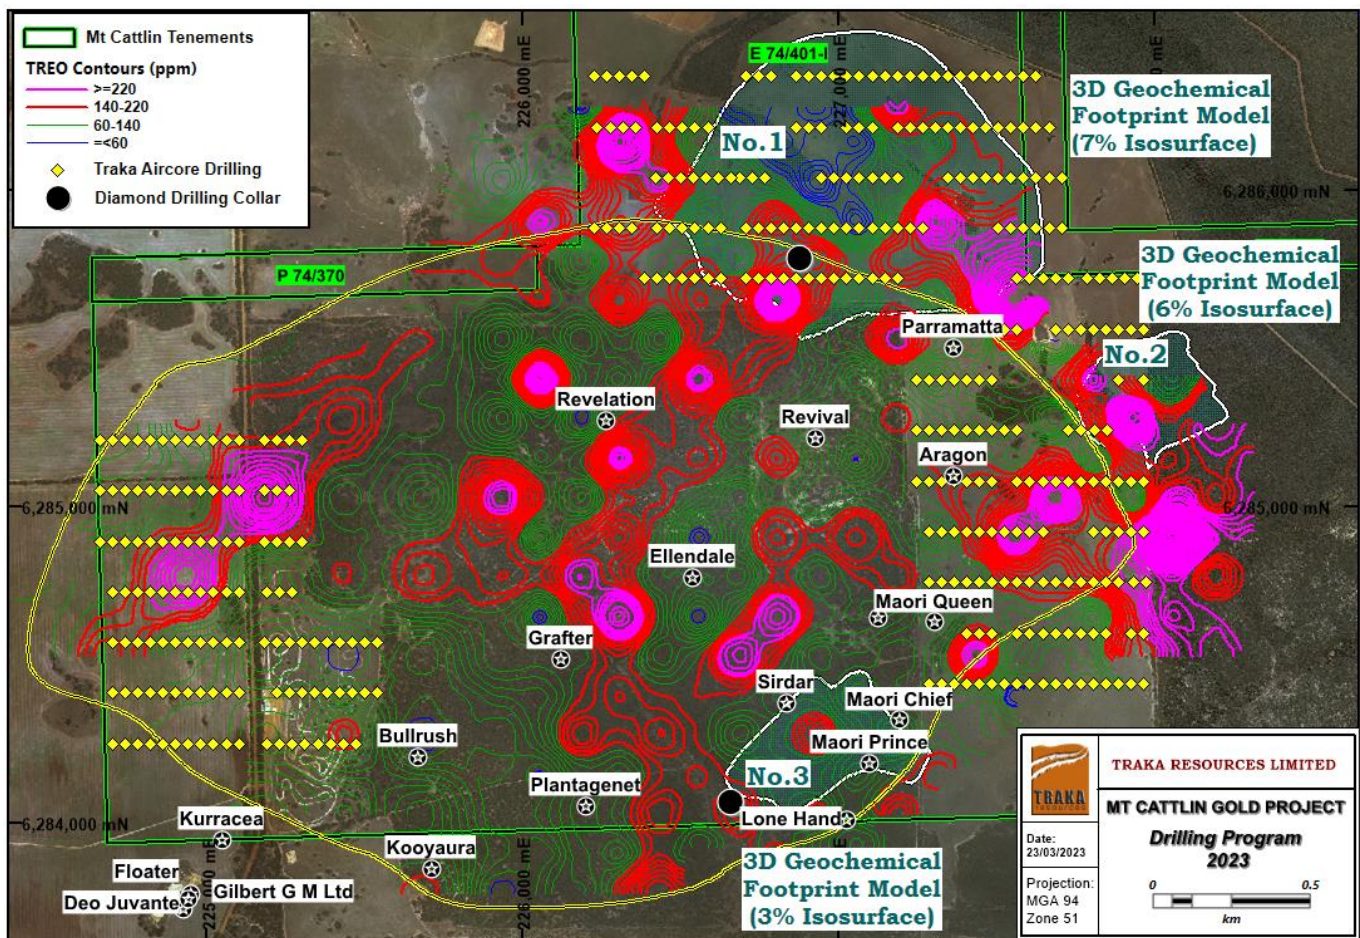 Mt Cattlin Tenements
TREO Contours (ppm)
>=220
140-220
60-140
=<60
Traka Aircore Drilling
Diamond Drilling Collar
E 74/401-I
226,000 mE
227,000 mE
3D Geochemical
Footprint Model
(7% Isosurface)
No.1
6,286,000 mN
3D Geochemical
Footprint Model
(6% Isosurface)
P 74/370
Parramatta
No.2
Revelation
Revival
Aragon
6,285,000 mN
6,285,000 mN
Ellendale
Maori Queen
Grafter
Sirdar
Maori Chief
Bullrush
Maori Prince
No.3
Plantagenet
Kurracea
6,284,000 mN
Lone Hand
Kooyaura
Floater
Gilbert G M Ltd
Deo Juvante
225,000 mE
226,000 mE
3D Geochemical
Footprint Model
(3% Isosurface)
TRAKA
resources
TRAKA RESOURCES LIMITED
MT CATTLIN GOLD PROJECT
Drilling Program
2023
Date:
23/03/2023
Projection:
MGA 94
Zone 51
0 0.5
km